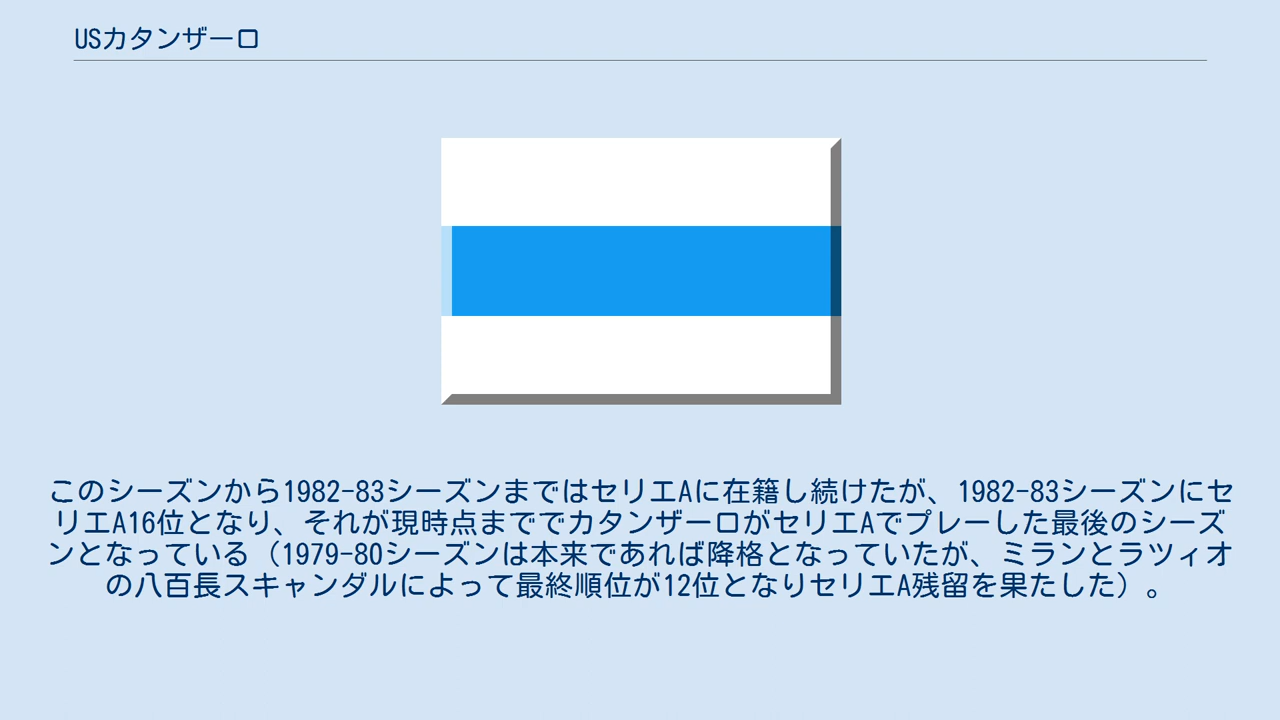 USカタンザーロ
このシーズンから1982-83シーズンまではセリエAに在籍し続けたが、1982-83シーズンにセ
リエA16位となり、それが現時点まででカタンザーロがセリエAでプレーした最後のシーズ
ンとなっている（1979-80シーズンは本来であれば降格となっていたが、ミランとラツィオ
の八百長スキャンダルによって最終順位が12位となりセリエA残留を果たした）。